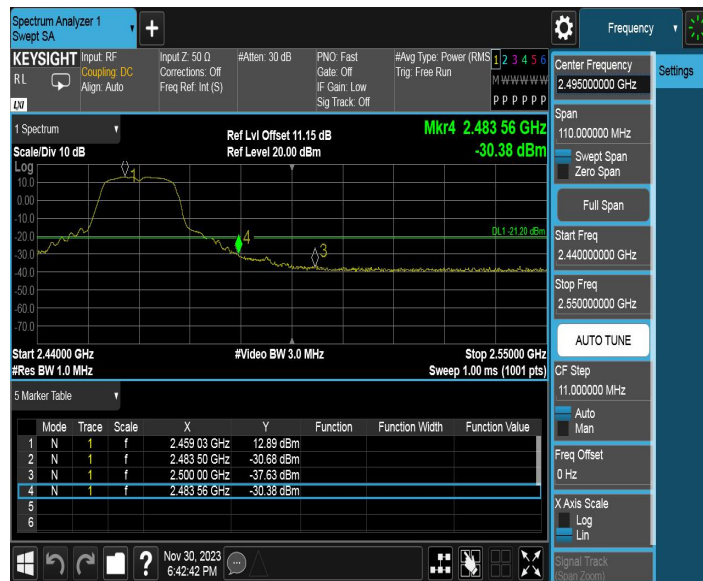 Spectrum Analyzer 1
Swept SA
+
Frequency
KEYSIGHT
RL
LXI
Input: RF
Coupling: DC
Align: Auto
Input Z: 50 Ω
Corrections: Off
Freq Ref: Int (S)
#Atten: 30 dB
PNO: Fast
Gate: Off
IF Gain: Low
Sig Track: Off
#Avg Type: Power (RMS
Trig: Free Run
1 2 3 4 5 6
M W W W W W
P P P P P P
Center Frequency
2.495000000 GHz
Settings
Span
110.000000 MHz
Swept Span
Zero Span
Full Span
Start Freq
2.440000000 GHz
Stop Freq
2.550000000 GHz
AUTO TUNE
CF Step
11.000000 MHz
Auto
Man
Freq Offset
0 Hz
X Axis Scale
Log
Lin
Signal Track
(Span Zoom)
1 Spectrum
Scale/Div 10 dB
Ref Lvl Offset 11.15 dB
Ref Level 20.00 dBm
Mkr4 2.483 56 GHz
-30.38 dBm
Log
10.0
0.00
-10.0
-20.0
-30.0
-40.0
-50.0
-60.0
-70.0
1
4
3
DL1 -21.20 dBm
Start 2.44000 GHz
#Res BW 1.0 MHz
#Video BW 3.0 MHz
Stop 2.55000 GHz
Sweep 1.00 ms (1001 pts)
5 Marker Table
Mode Trace Scale X Y Function Function Width Function Value
1 N 1 f 2.459 03 GHz 12.89 dBm
2 N 1 f 2.483 50 GHz -30.68 dBm
3 N 1 f 2.500 00 GHz -37.63 dBm
4 N 1 f 2.483 56 GHz -30.38 dBm
5
6
?
Nov 30, 2023
6:42:42 PM